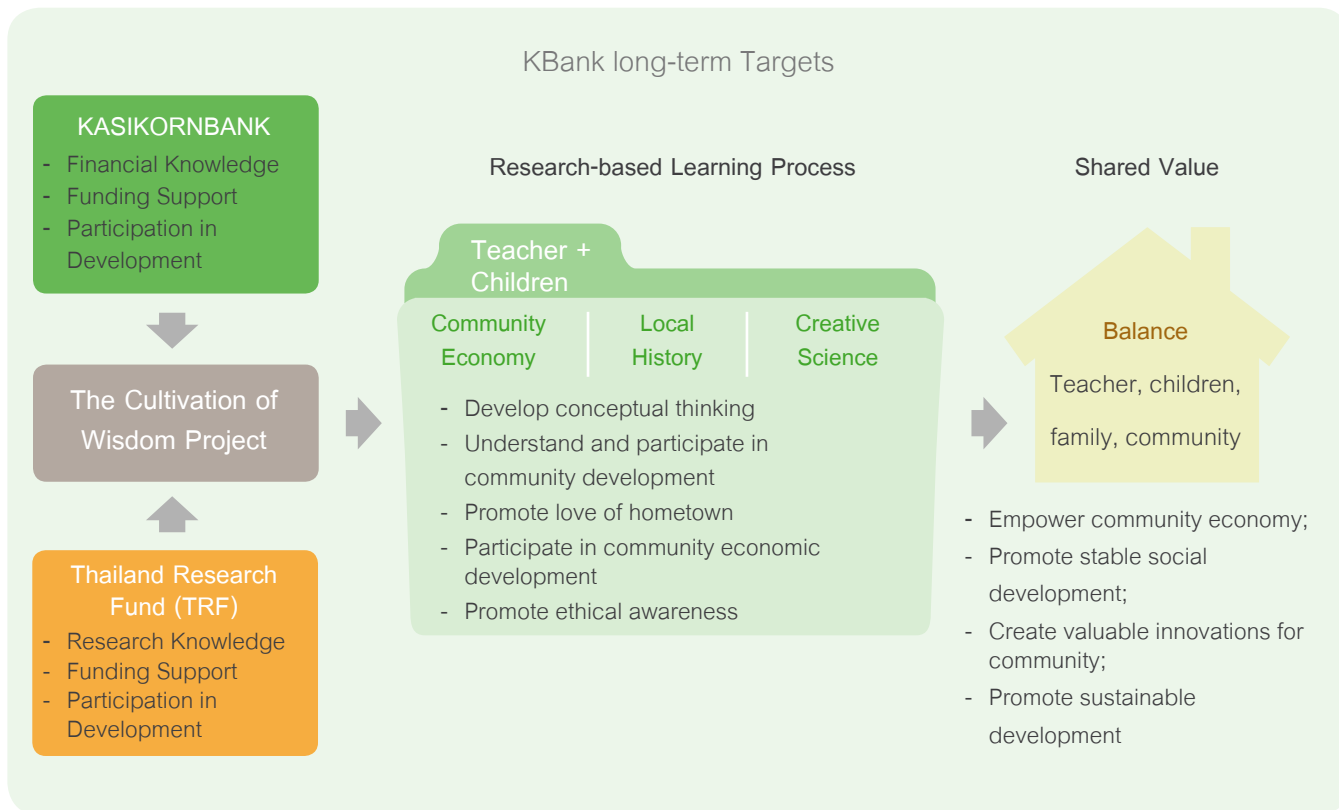 KBank long-term Targets
KASIKORNBANK
- Financial Knowledge
- Funding Support
- Participation in
Development
The Cultivation of
Wisdom Project
Thailand Research
Fund (TRF)
- Research Knowledge
- Funding Support
- Participation in
Development
Research-based Learning Process
Teacher +
Children
Community
Economy
Local
History
Creative
Science
- Develop conceptual thinking
- Understand and participate in
community development
- Promote love of hometown
- Participate in community economic
development
- Promote ethical awareness
Shared Value
Balance
Teacher, children,
family, community
- Empower community economy;
- Promote stable social
development;
- Create valuable innovations for
community;
- Promote sustainable
development